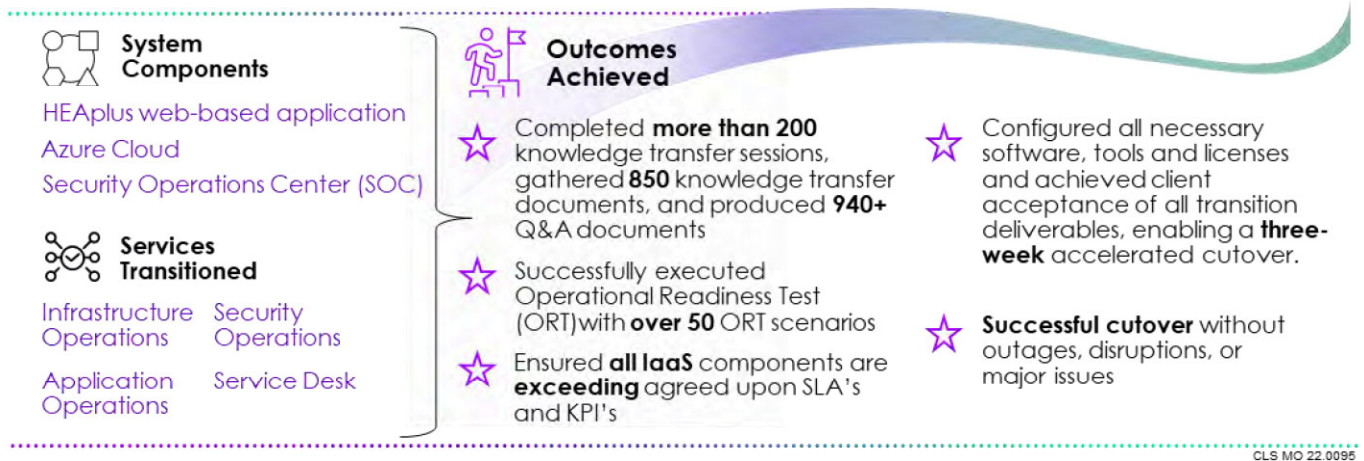 System
Components
HEAplus web-based application
Azure Cloud
Security Operations Center (SOC)
Services
Transitioned
Infrastructure
Operations
Security
Operations
Application
Operations
Service Desk
Outcomes
Achieved
Completed more than 200
knowledge transfer sessions,
gathered 850 knowledge transfer
documents, and produced 940+
Q&A documents
Successfully executed
Operational Readiness Test
(ORT)with over 50 ORT scenarios
Ensured all IaaS components are
exceeding agreed upon SLA's
and KPI's
Configured all necessary
software, tools and licenses
and achieved client
acceptance of all transition
deliverables, enabling a three-
week accelerated cutover.
Successful cutover without
outages, disruptions, or
major issues
CLS MO 22.0095